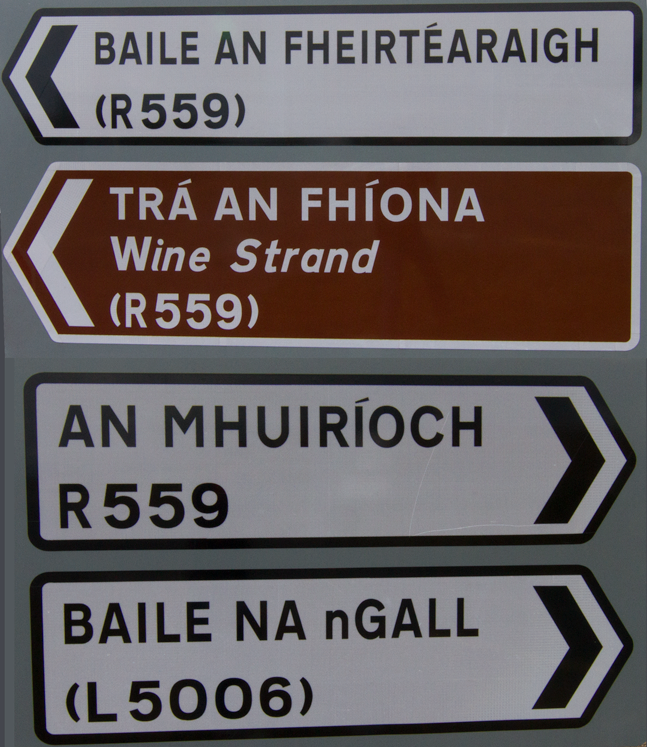 BAILE AN FHEIRTÉARAIGH
(R559)
TRÁ AN FHÍONA
Wine Strand
(R559)
AN MHUIRÍOCH
R559
BAILE NA nGALL
(L5006)